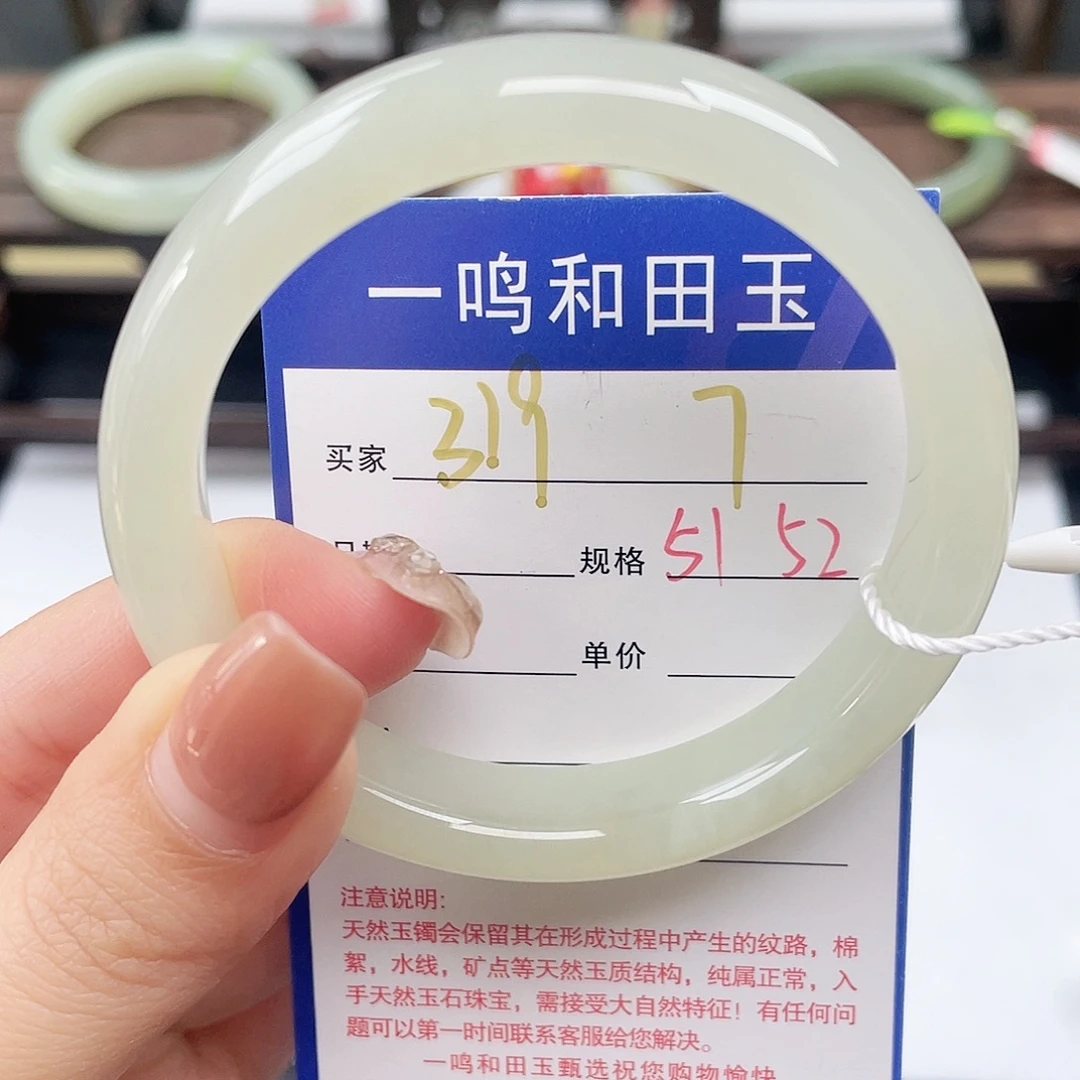 一鸣和田玉
买家 319 7
规格 51 52
单价
注意说明:
天然玉镯会保留其在形成过程中产生的纹路，棉
絮，水线，矿点等天然玉质结构，纯属正常，入
手天然玉石珠宝，需接受大自然特征！有任何问
题可以第一时间联系客服给您解决。
一鸣和田玉甄选祝您购物愉快